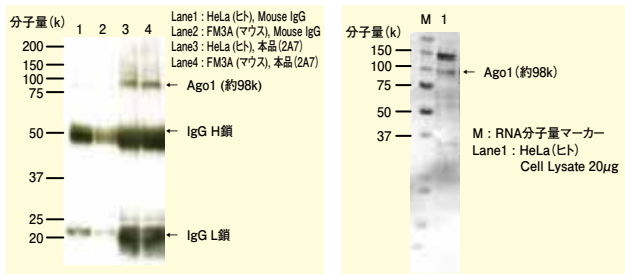 分子量(k)
1 2 3 4
Lane1:HeLa(ヒト), Mouse IgG
Lane2:FM3A(マウス), Mouse IgG
Lane3:HeLa(ヒト), 本品(2A7)
Lane4:FM3A(マウス), 本品(2A7)
200
150
100
75
50
37
25
20
← Ago1 (約98k)
← IgG H鎖
← IgG L鎖
分子量(k)
M 1
150
100
75
50
37
← Ago1(約98k)
M:RNA分子量マーカー
Lane1:HeLa(ヒト)
Cell Lysate 20μg